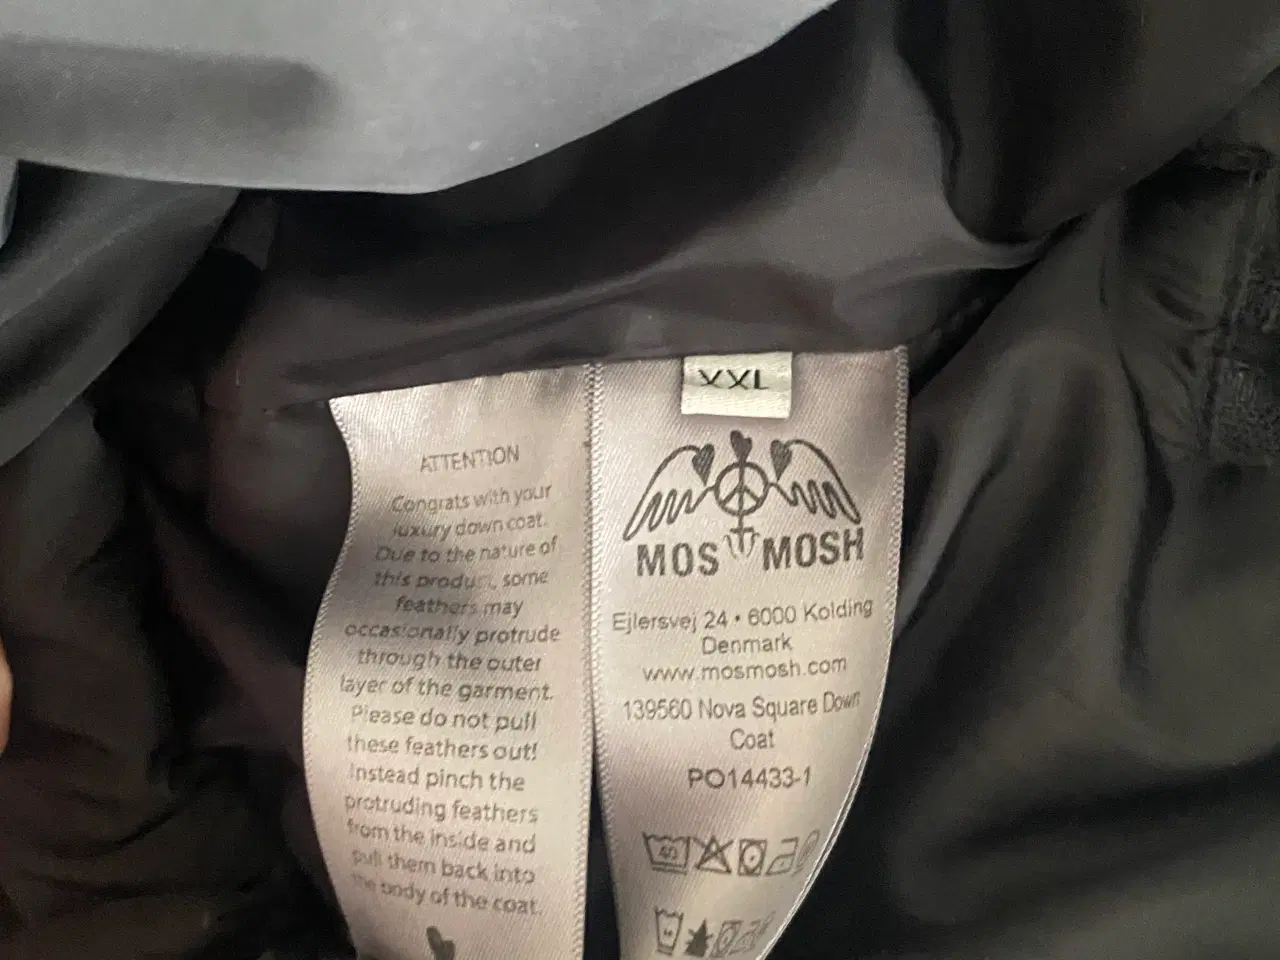 ATTENTION
Congrats with your
luxury down coat.
Due to the nature of
this product, some
feathers may
occasionally protrude
through the outer
layer of the garment.
Please do not pull
these feathers out!
Instead pinch the
protruding feathers
from the inside and
pull them back into
the body of the coat.
XXL
MOS MOSH
Ejlersvej 24 • 6000 Kolding
Denmark
www.mosmosh.com
139560 Nova Square Down
Coat
PO14433-1
40